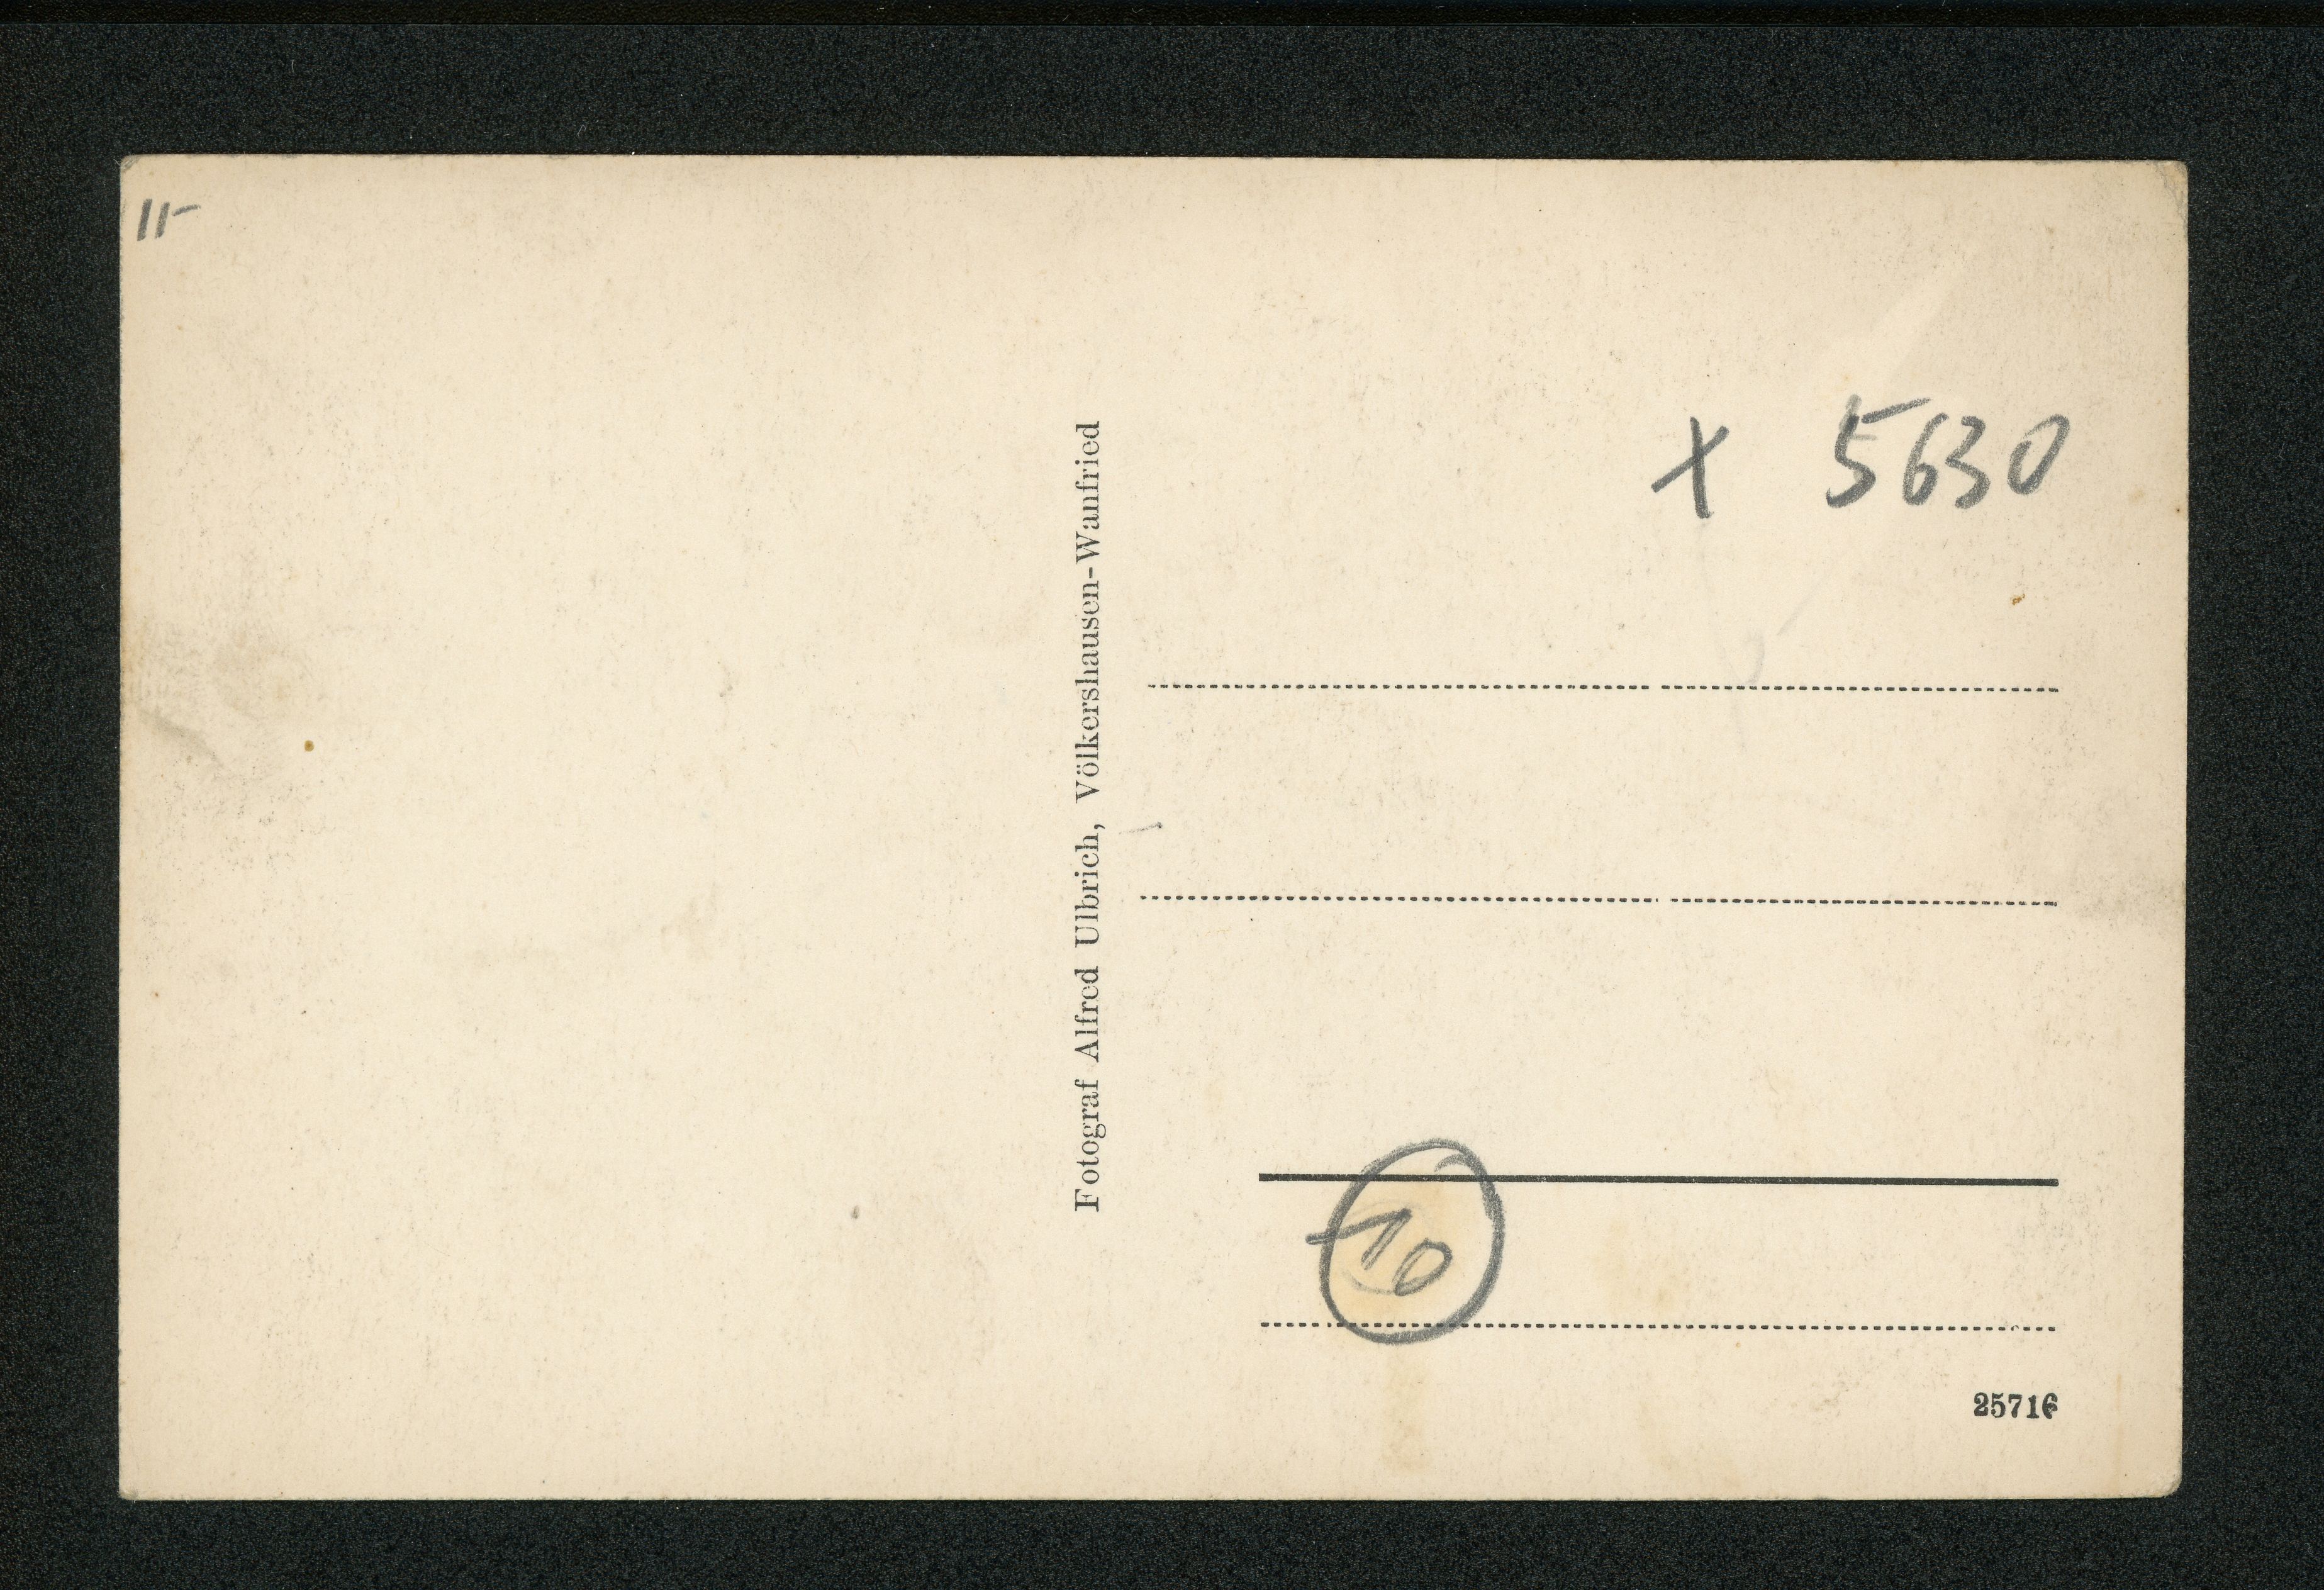 11-
X 5630
Fotograf Alfred Ulbrich, Völkershausen-Wanfried
10
25716